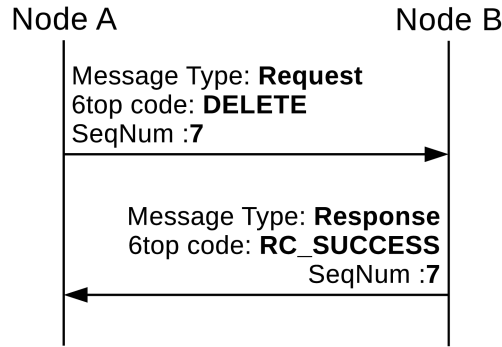 Node A
Node B
Message Type: Request
6top code: DELETE
SeqNum :7
Message Type: Response
6top code: RC_SUCCESS
SeqNum :7